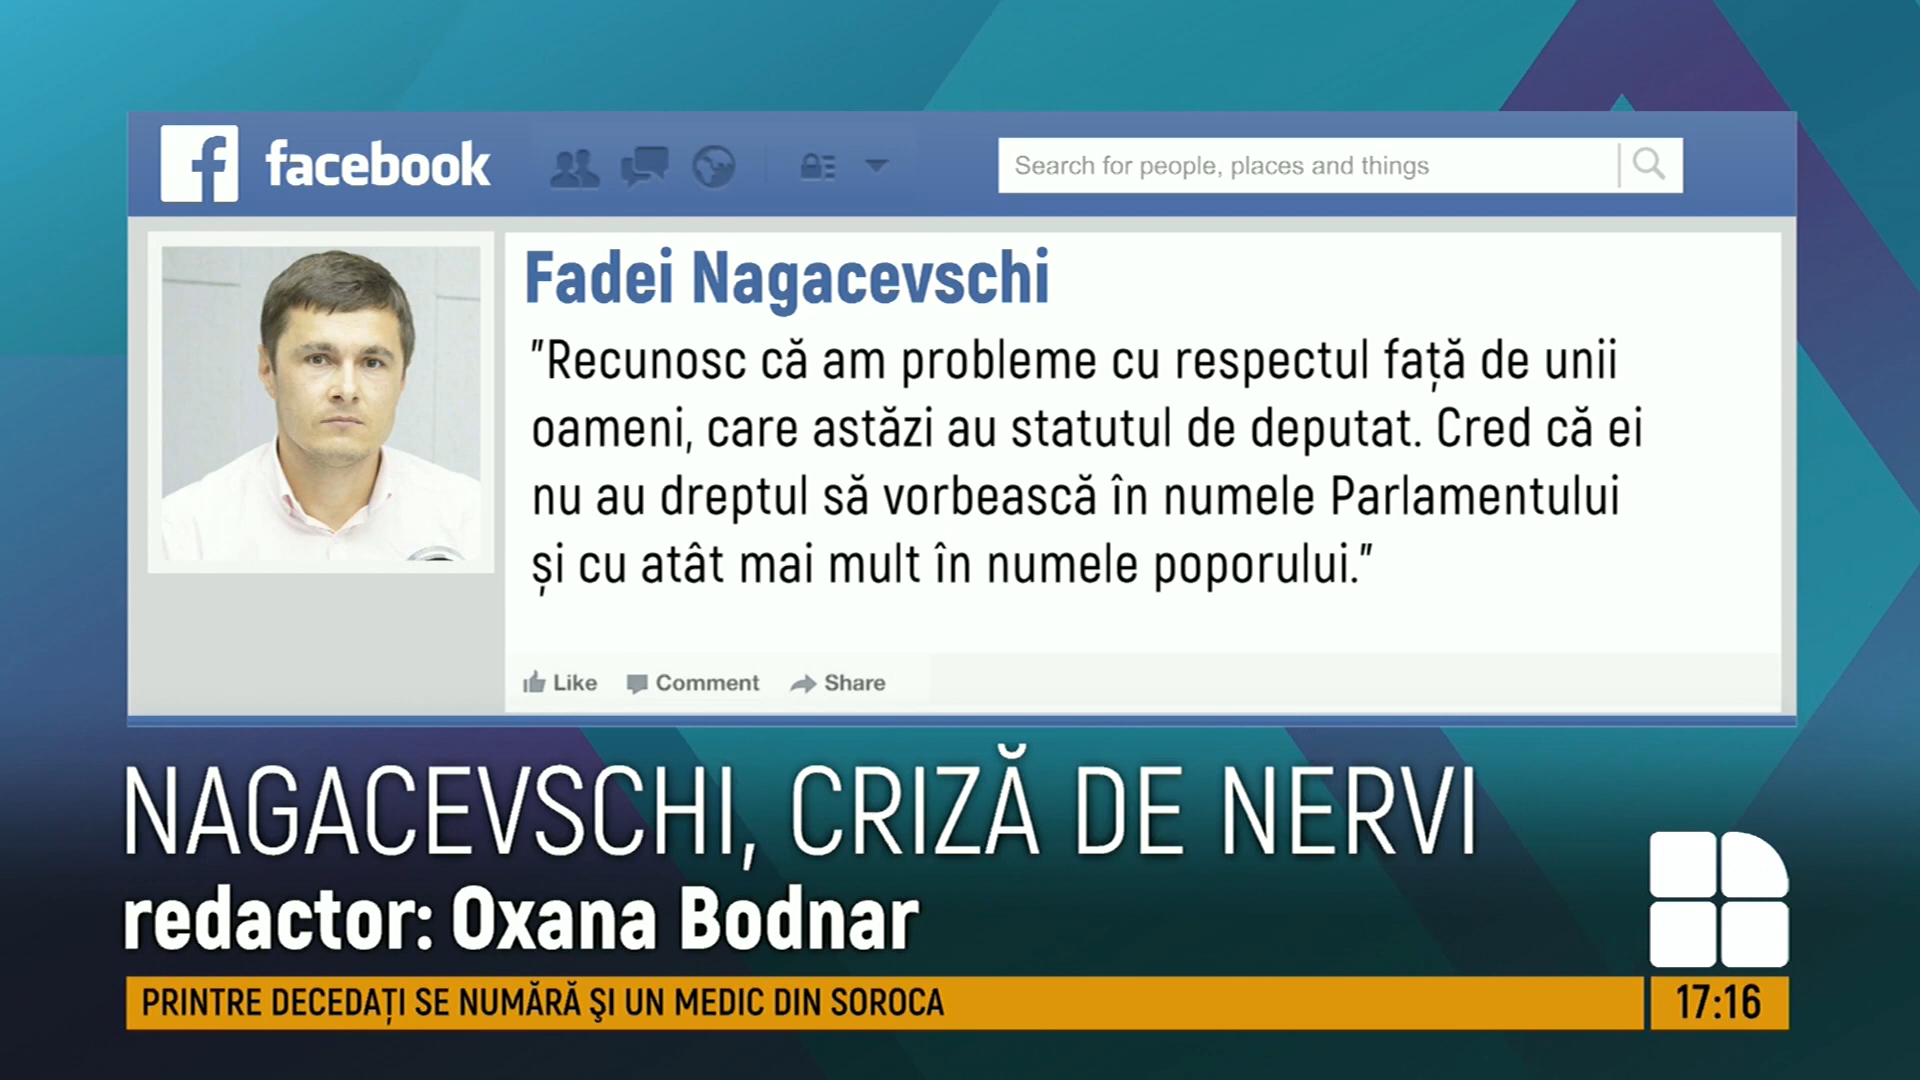 facebook
Search for people, places and things
Fadei Nagacevschi
"Recunosc că am probleme cu respectul față de unii
oameni, care astăzi au statutul de deputat. Cred că ei
nu au dreptul să vorbească în numele Parlamentului
și cu atât mai mult în numele poporului."
Like Comment Share
NAGACEVSCHI, CRIZĂ DE NERVI
redactor: Oxana Bodnar
PRINTRE DECEDAȚI SE NUMĂRĂ ŞI UN MEDIC DIN SOROCA
17:16